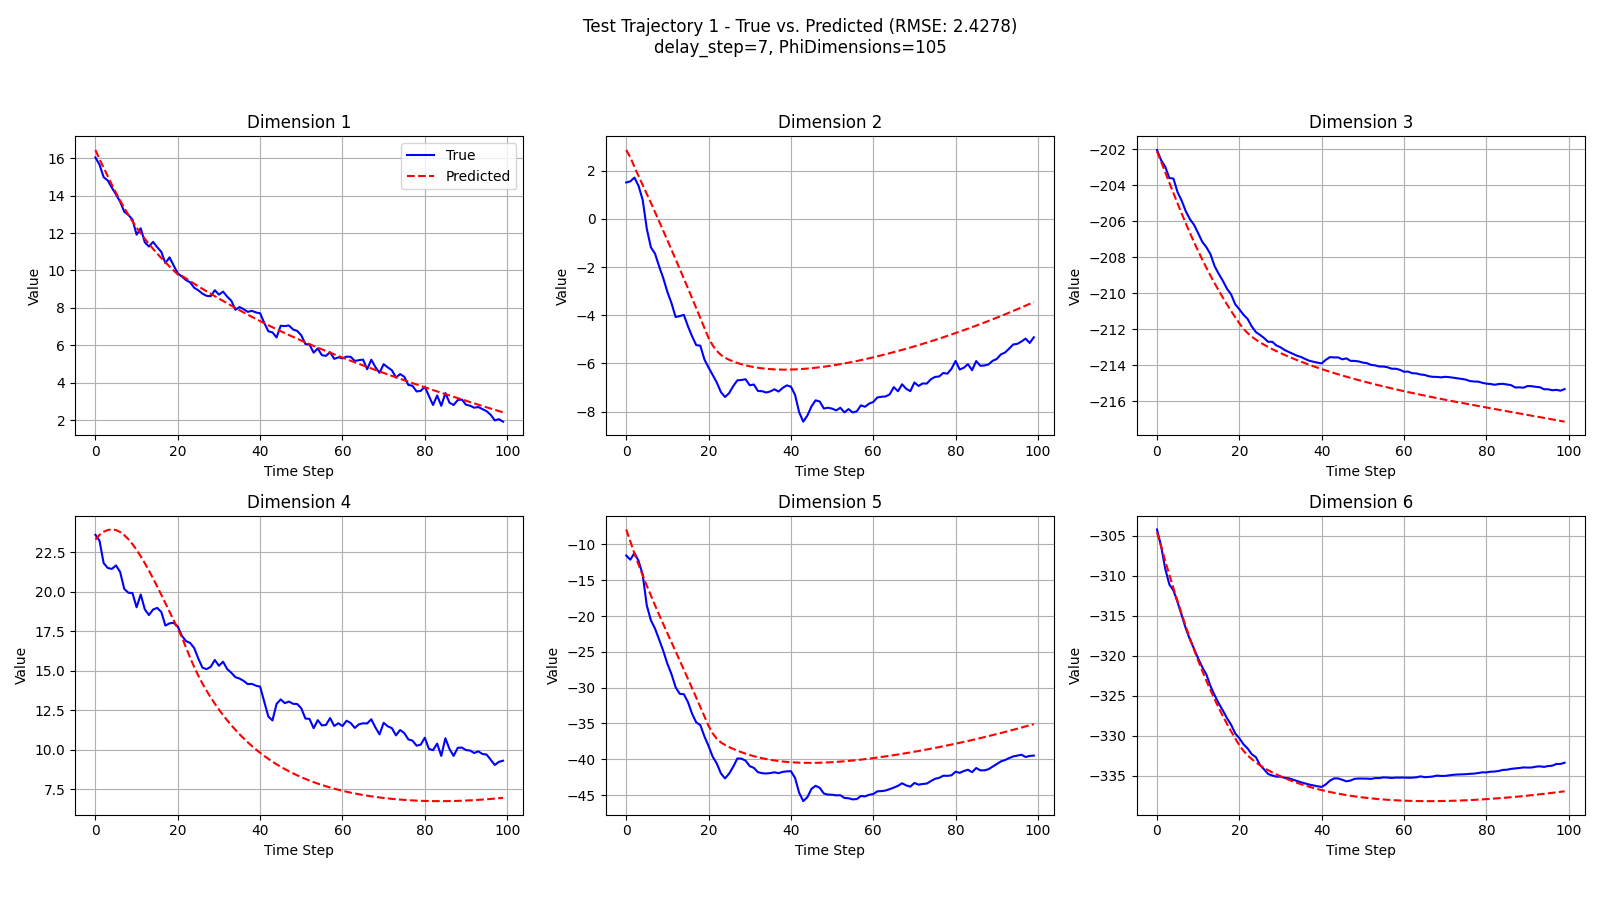 Test Trajectory 1 - True vs. Predicted (RMSE: 2.4278)
delay_step=7, PhiDimensions=105
Dimension 1
Value
16
14
12
10
8
6
4
2
True
Predicted
0 20 40 60 80 100
Time Step
Dimension 2
Value
2
0
−2
−4
−6
−8
0 20 40 60 80 100
Time Step
Dimension 3
Value
−202
−204
−206
−208
−210
−212
−214
−216
0 20 40 60 80 100
Time Step
Dimension 4
Value
22.5
20.0
17.5
15.0
12.5
10.0
7.5
0 20 40 60 80 100
Time Step
Dimension 5
Value
−10
−15
−20
−25
−30
−35
−40
−45
0 20 40 60 80 100
Time Step
Dimension 6
Value
−305
−310
−315
−320
−325
−330
−335
0 20 40 60 80 100
Time Step